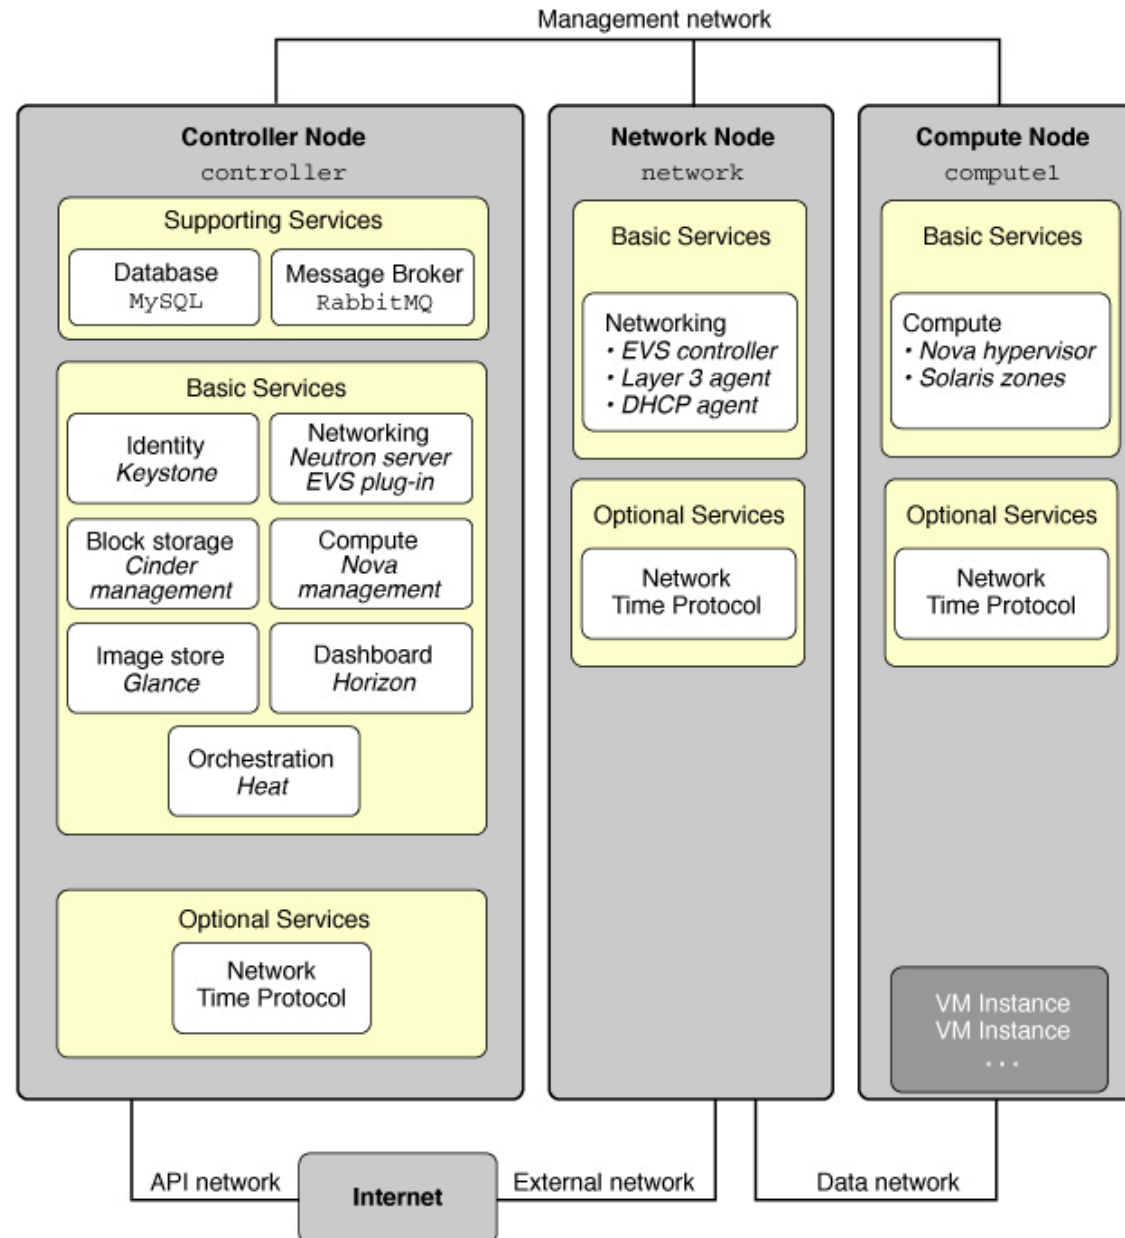 Management network
Controller Node
controller
Supporting Services
Database
MySQL
Message Broker
RabbitMQ
Basic Services
Identity
Keystone
Networking
Neutron server
EVS plug-in
Block storage
Cinder
management
Compute
Nova
management
Image store
Glance
Dashboard
Horizon
Orchestration
Heat
Optional Services
Network
Time Protocol
Network Node
network
Basic Services
Networking
• EVS controller
• Layer 3 agent
• DHCP agent
Optional Services
Network
Time Protocol
Compute Node
compute1
Basic Services
Compute
• Nova hypervisor
• Solaris zones
Optional Services
Network
Time Protocol
VM Instance
VM Instance
. . .
API network
Internet
External network
Data network